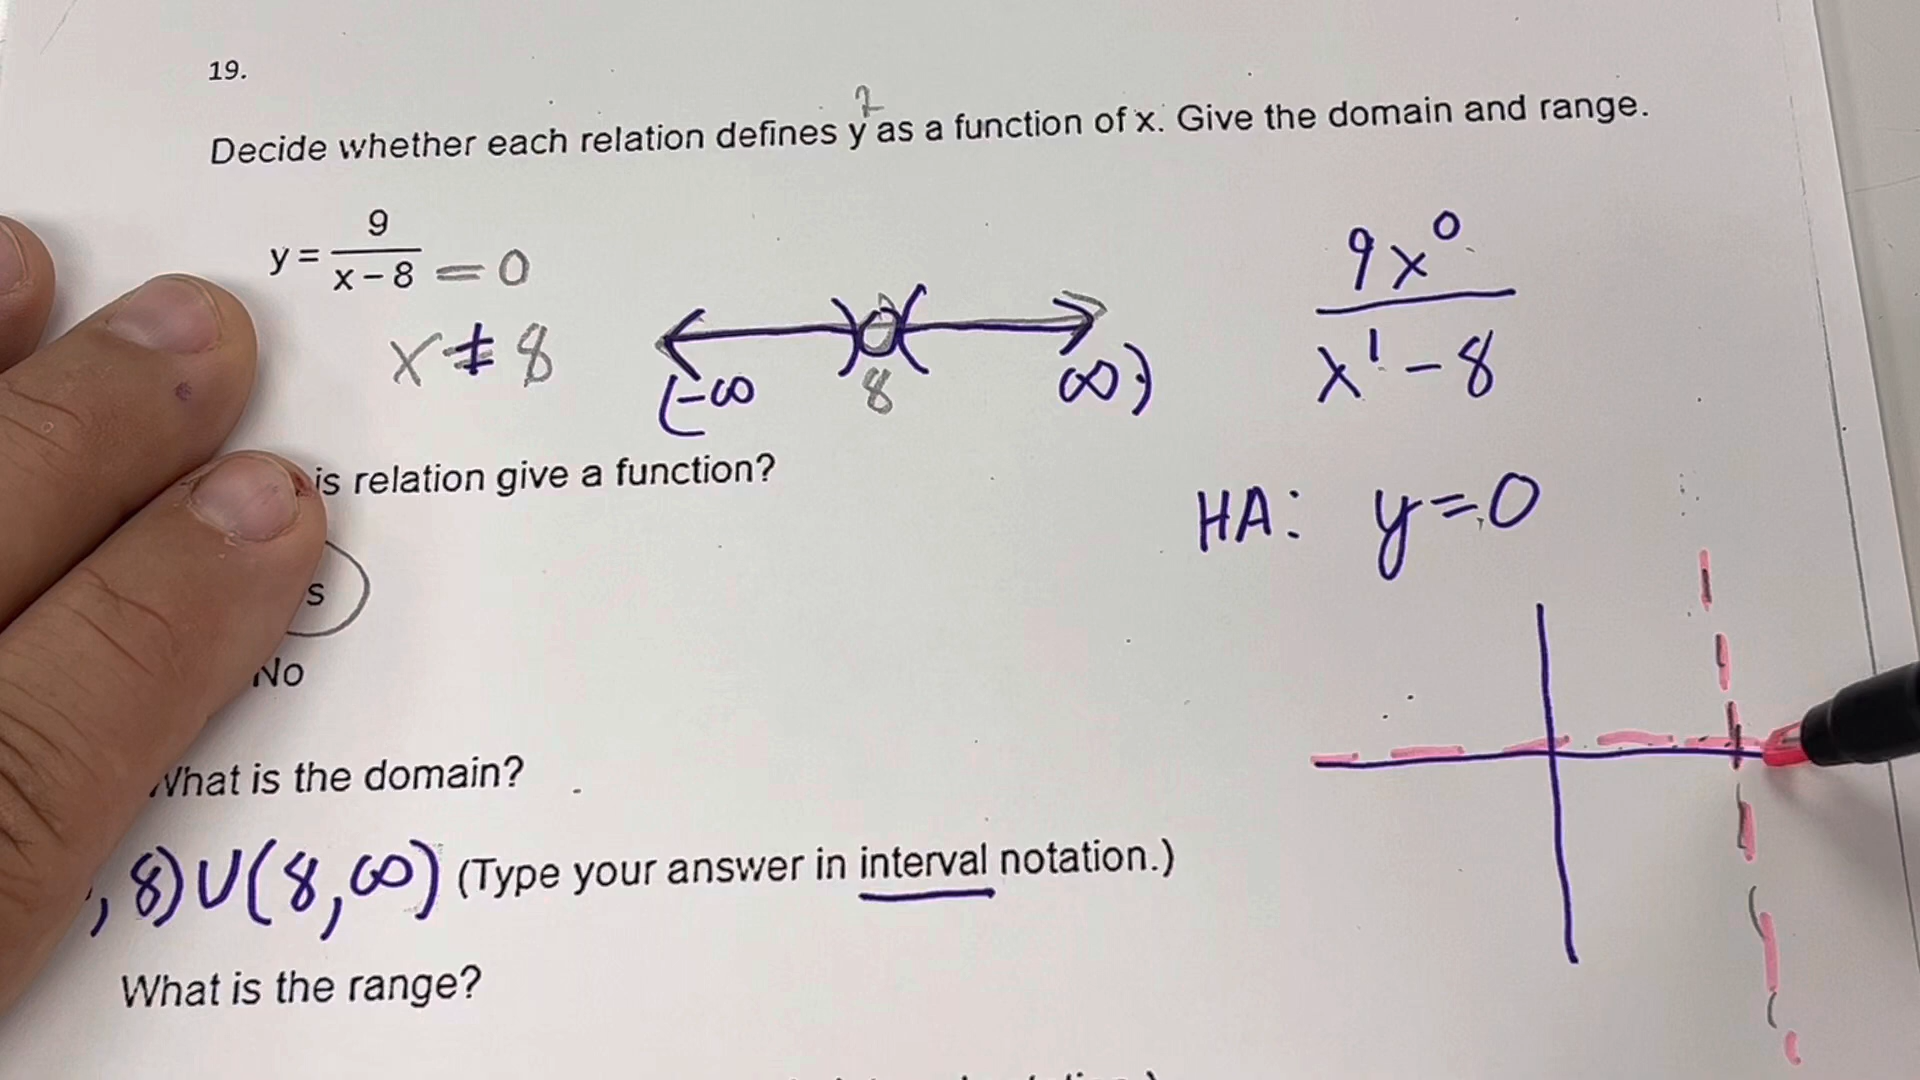 19.
2
Decide whether each relation defines y as a function of x. Give the domain and range.
y = 9 / x – 8 = 0
x ≠ 8
(-∞ ) 8 ( ∞)
9x⁰
x¹ - 8
is relation give a function?
HA: y = 0
s
No
What is the domain?
, 8) ∪ (8, ∞) (Type your answer in interval notation.)
What is the range?